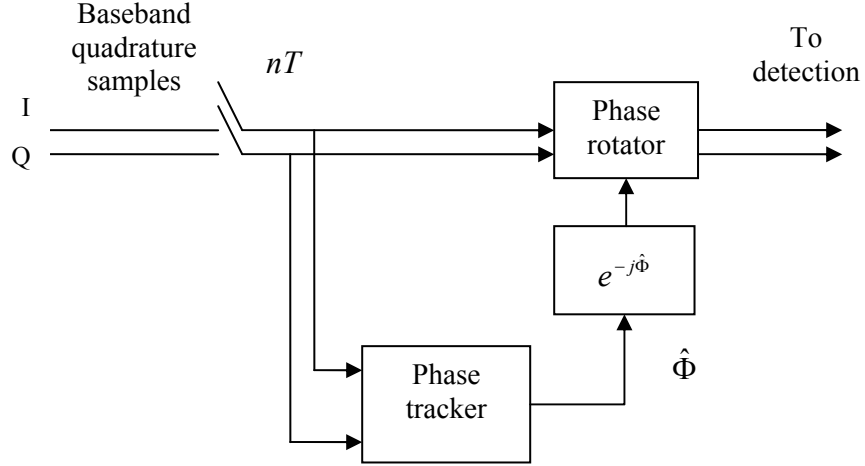 Baseband
quadrature
samples
nT
To
detection
I
Q
Phase
rotator
e^{-jΦ̂}
Φ̂
Phase
tracker